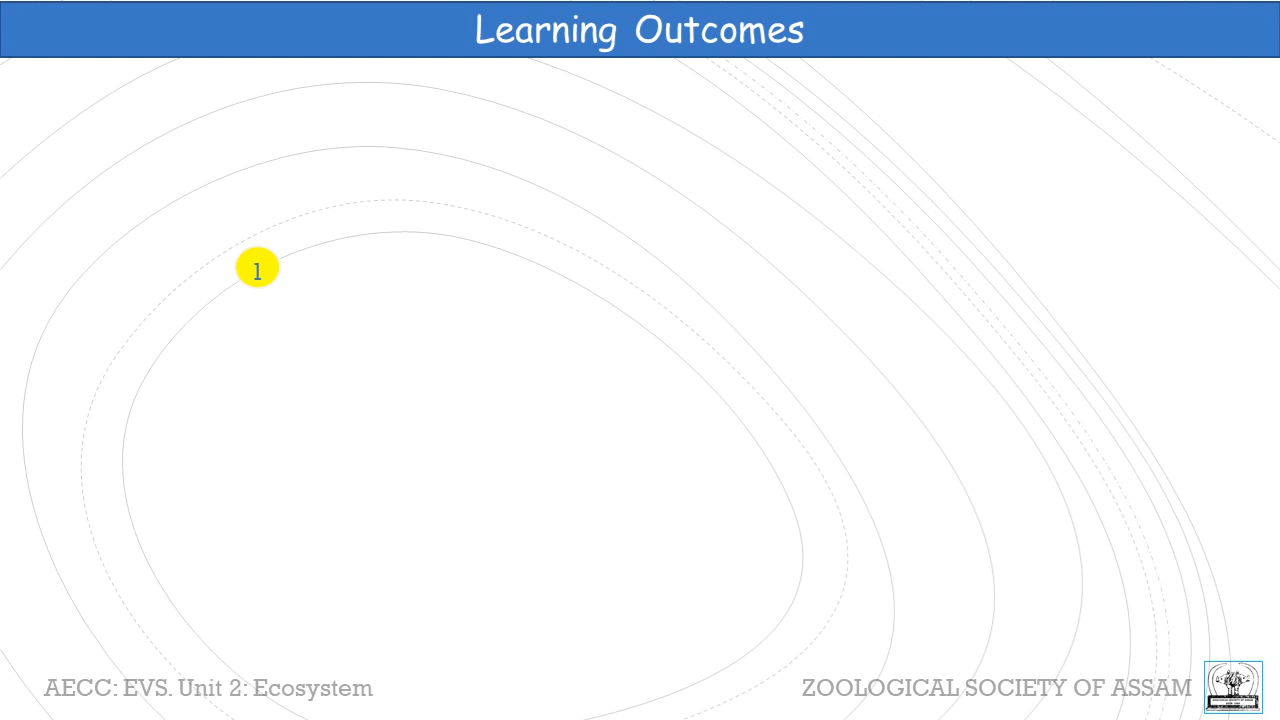 Learning Outcomes
1
AECC: EVS. Unit 2: Ecosystem
ZOOLOGICAL SOCIETY OF ASSAM